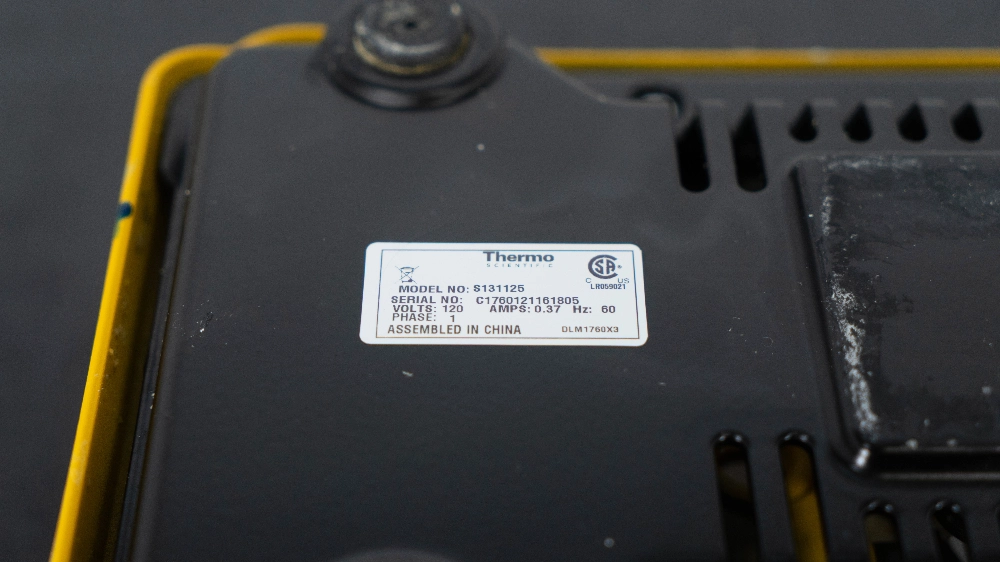 Thermo
SCIENTIFIC
C US
LR059021
MODEL NO: S131125
SERIAL NO: C1760121161805
VOLTS: 120 AMPS: 0.37 Hz: 60
PHASE: 1
ASSEMBLED IN CHINA DLM1760X3